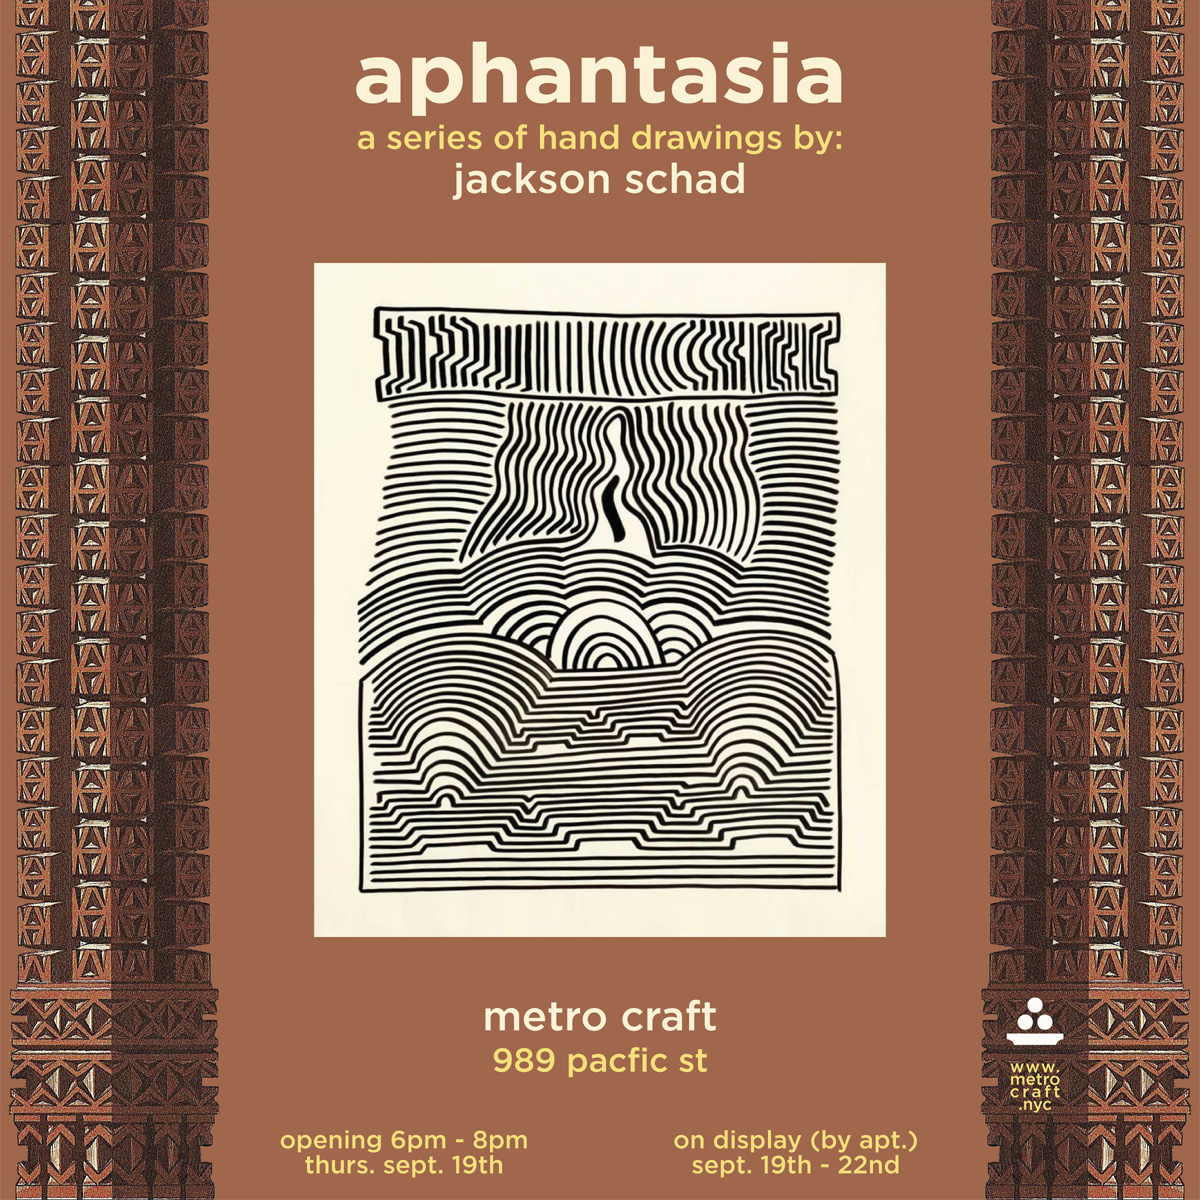 aphantasia
a series of hand drawings by:
jackson schad
metro craft
989 pacfic st
www.
metro
craft
.nyc
opening 6pm - 8pm
thurs. sept. 19th
on display (by apt.)
sept. 19th - 22nd